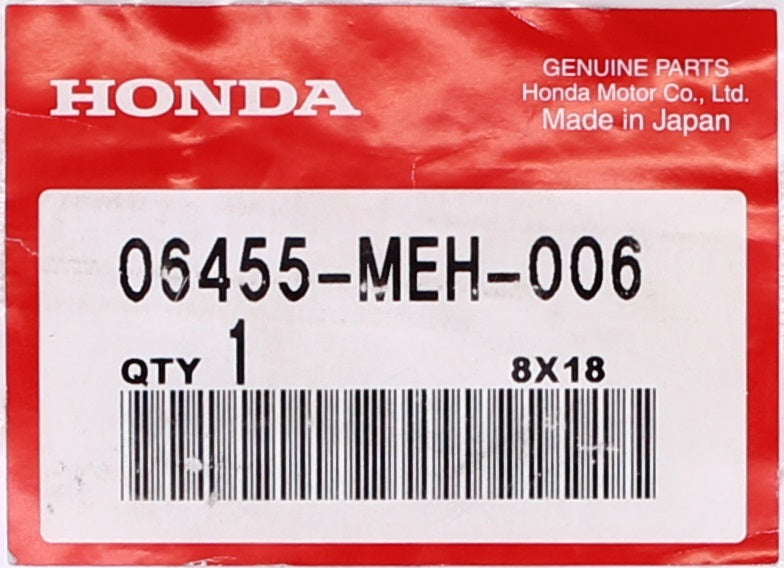 HONDA
GENUINE PARTS
Honda Motor Co., Ltd.
Made in Japan
06455-MEH-006
QTY 1 8X18